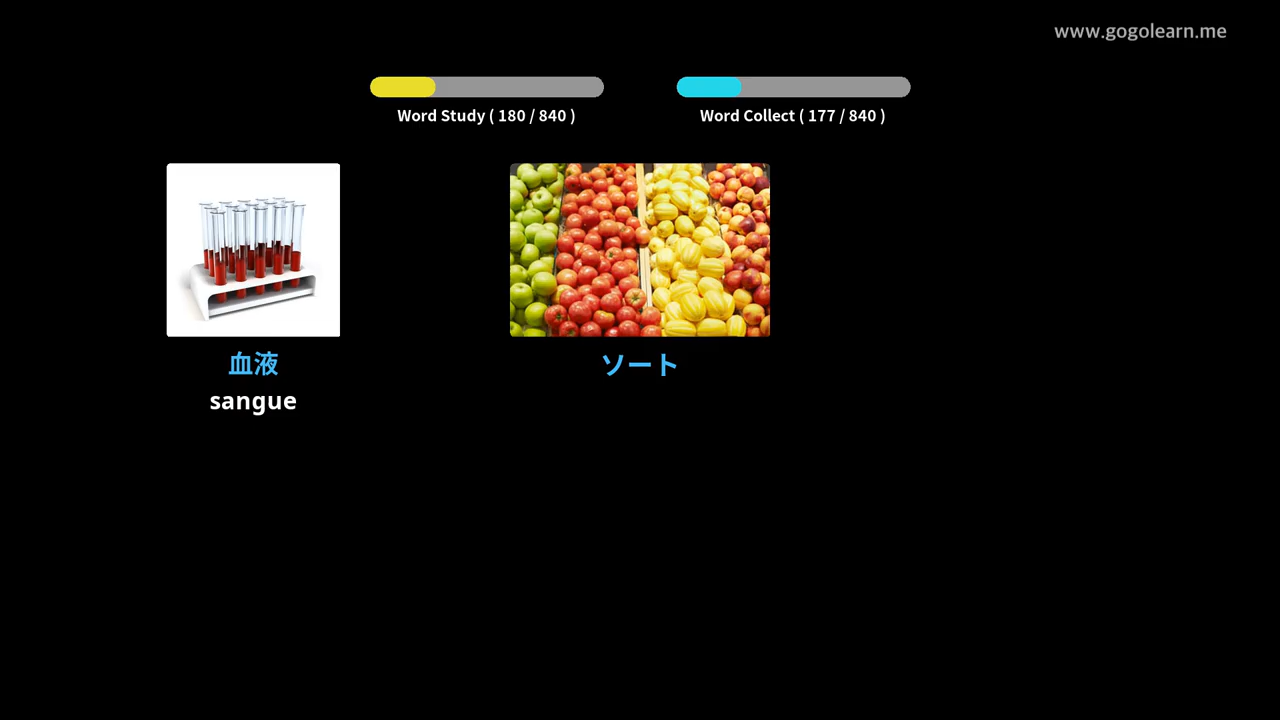 www.gogolearn.me
Word Study ( 180 / 840 )
Word Collect ( 177 / 840 )
血液
sangue
ソート